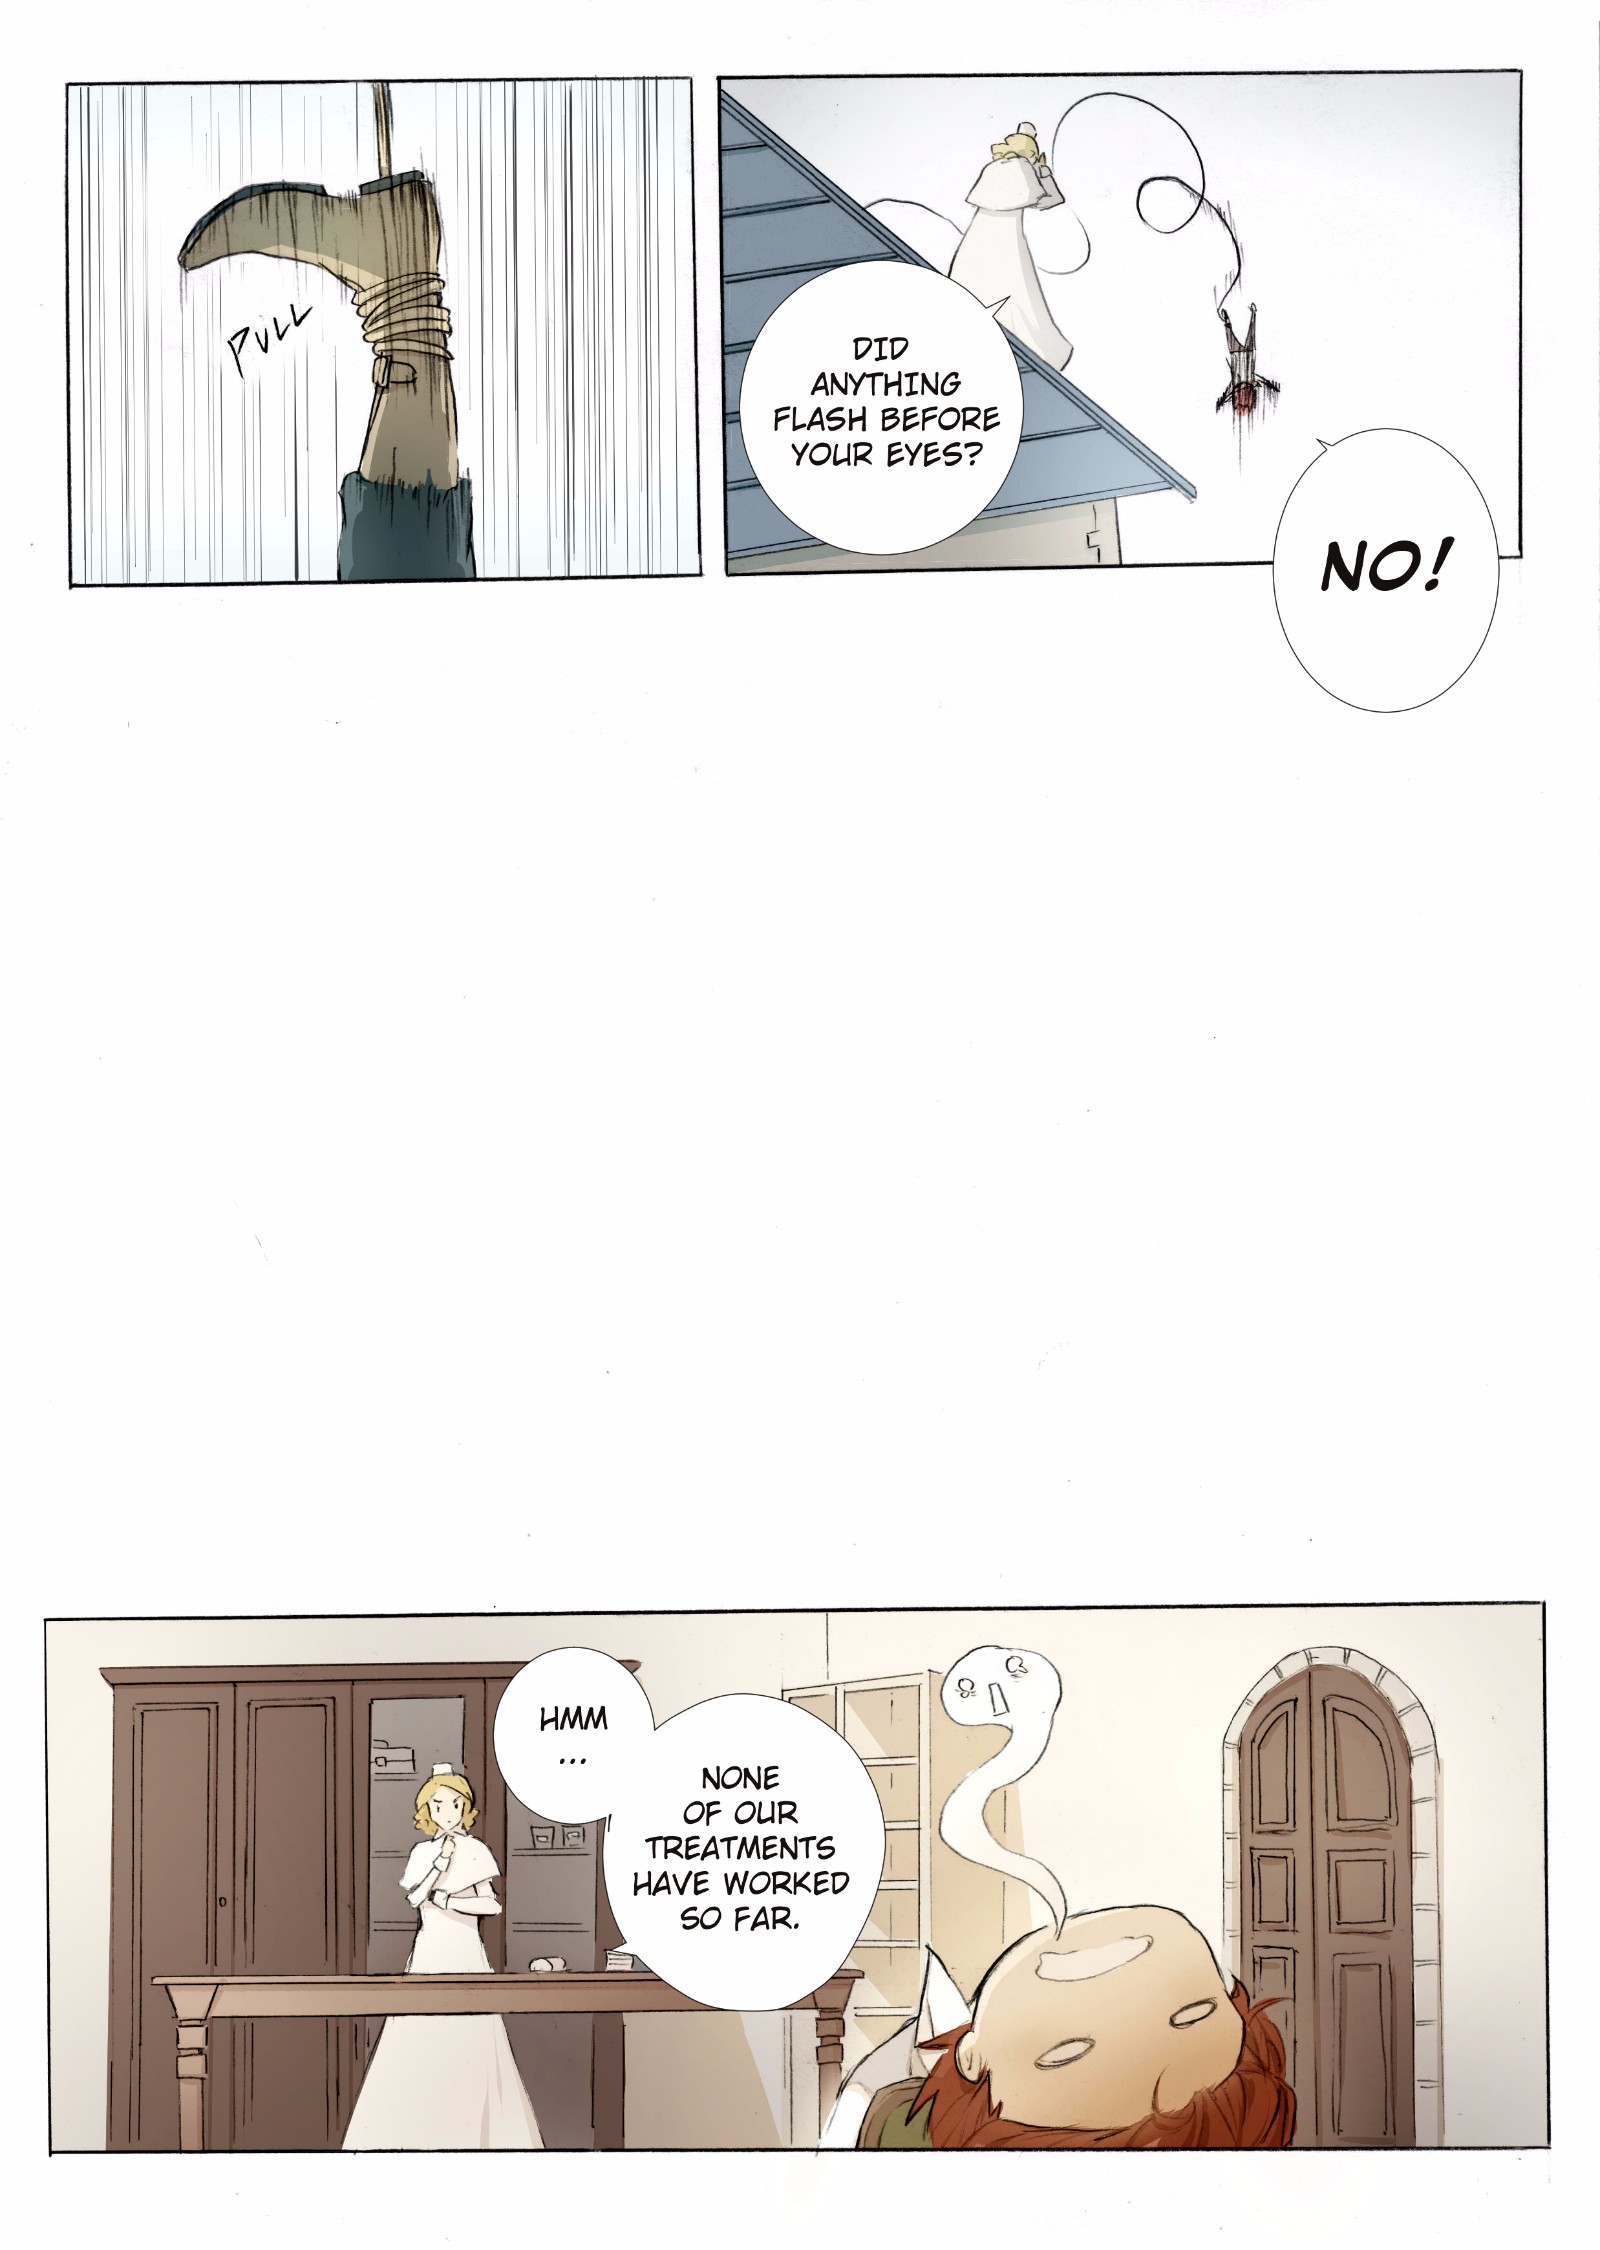 PULL
DID
ANYTHING
FLASH BEFORE
YOUR EYES?
NO!
HMM
...
NONE
OF OUR
TREATMENTS
HAVE WORKED
SO FAR.